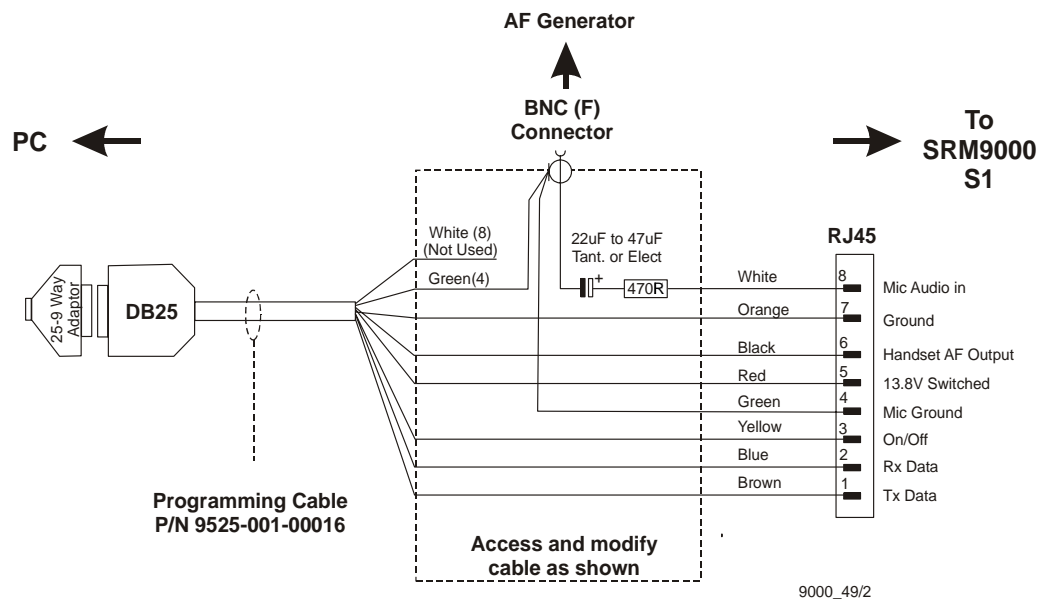 AF Generator
BNC (F)
Connector
PC
To
SRM9000
S1
White (8)
(Not Used)
Green(4)
22uF to 47uF
Tant. or Elect
+
470R
RJ45
25-9 Way
Adaptor
DB25
White
8
Mic Audio in
Orange
7
Ground
Black
6
Handset AF Output
Red
5
13.8V Switched
Green
4
Mic Ground
Yellow
3
On/Off
Blue
2
Rx Data
Brown
1
Tx Data
Programming Cable
P/N 9525-001-00016
Access and modify
cable as shown
9000_49/2